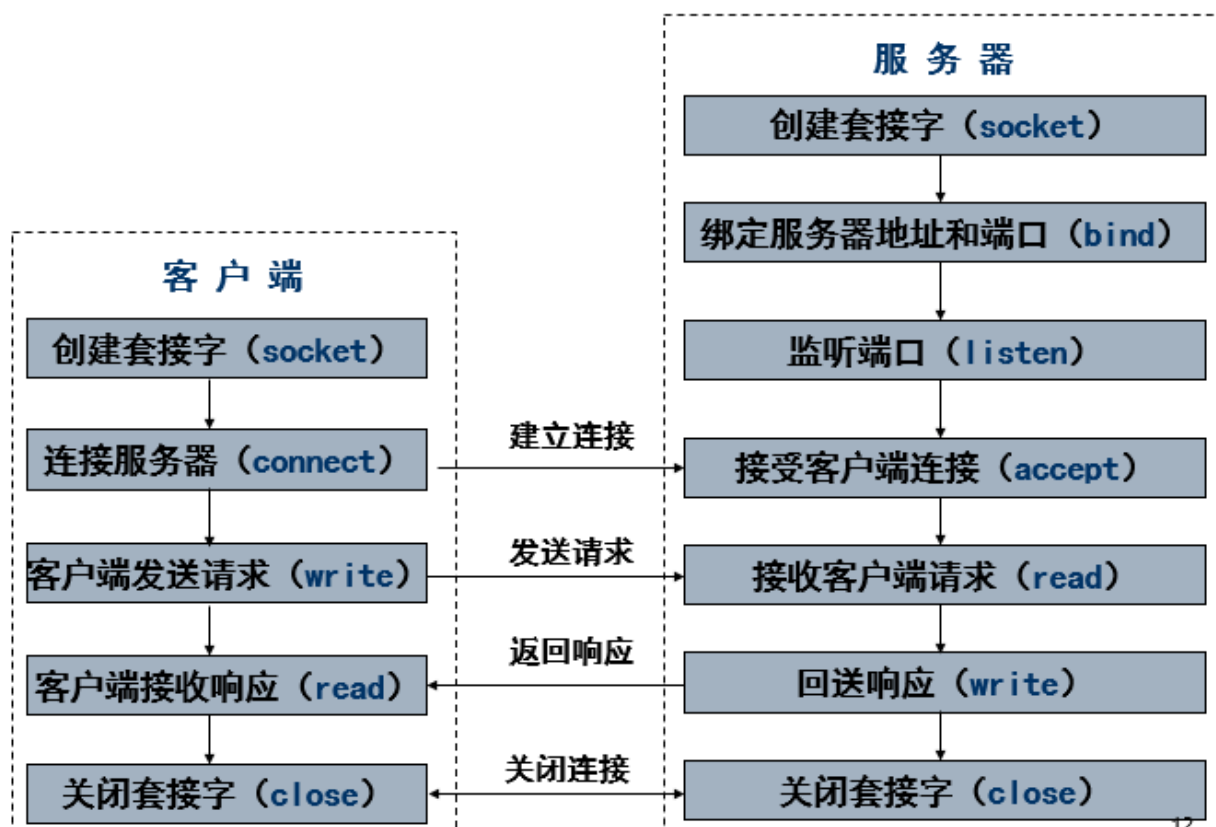 服 务 器
创建套接字（socket）
绑定服务器地址和端口（bind）
监听端口（listen）
接受客户端连接（accept）
接收客户端请求（read）
回送响应（write）
关闭套接字（close）
客 户 端
创建套接字（socket）
连接服务器（connect）
客户端发送请求（write）
客户端接收响应（read）
关闭套接字（close）
建立连接
发送请求
返回响应
关闭连接